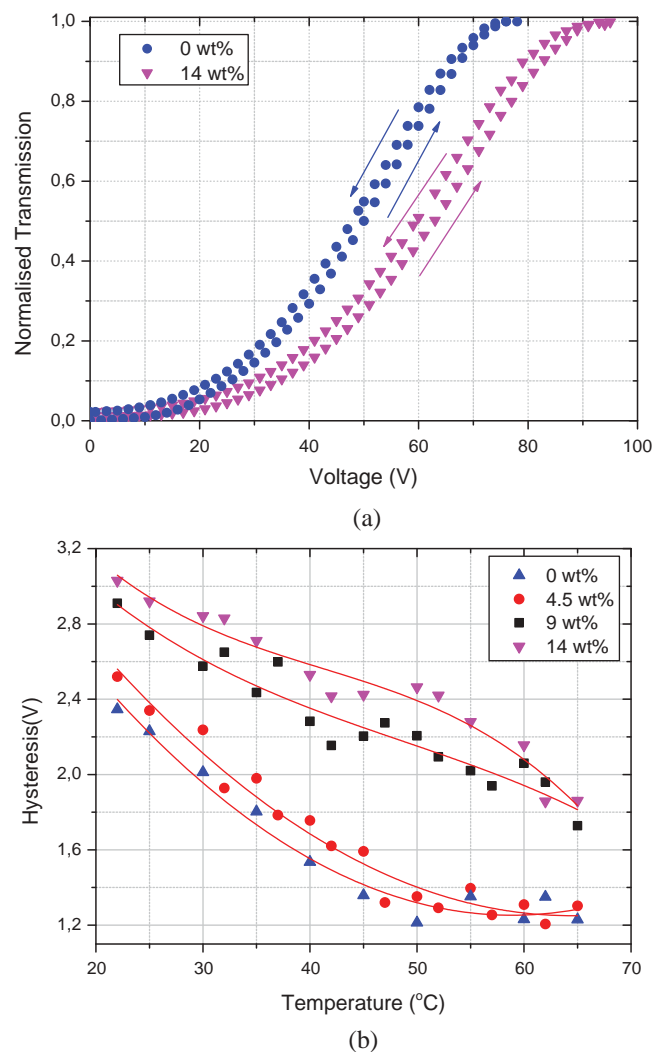 1,0
0,8
0,6
0,4
0,2
0,0
Normalised Transmission
0 wt%
14 wt%
0 20 40 60 80 100
Voltage (V)
(a)
3,2
2,8
2,4
2,0
1,6
1,2
Hysteresis(V)
0 wt%
4.5 wt%
9 wt%
14 wt%
20 30 40 50 60 70
Temperature (°C)
(b)